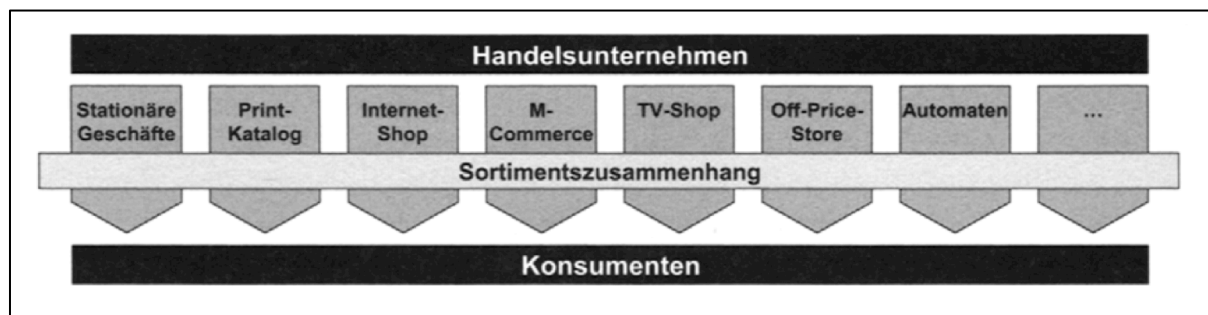 Handelsunternehmen
Stationäre
Geschäfte
Print-
Katalog
Internet-
Shop
M-
Commerce
TV-Shop
Off-Price-
Store
Automaten
...
Sortimentszusammenhang
Konsumenten